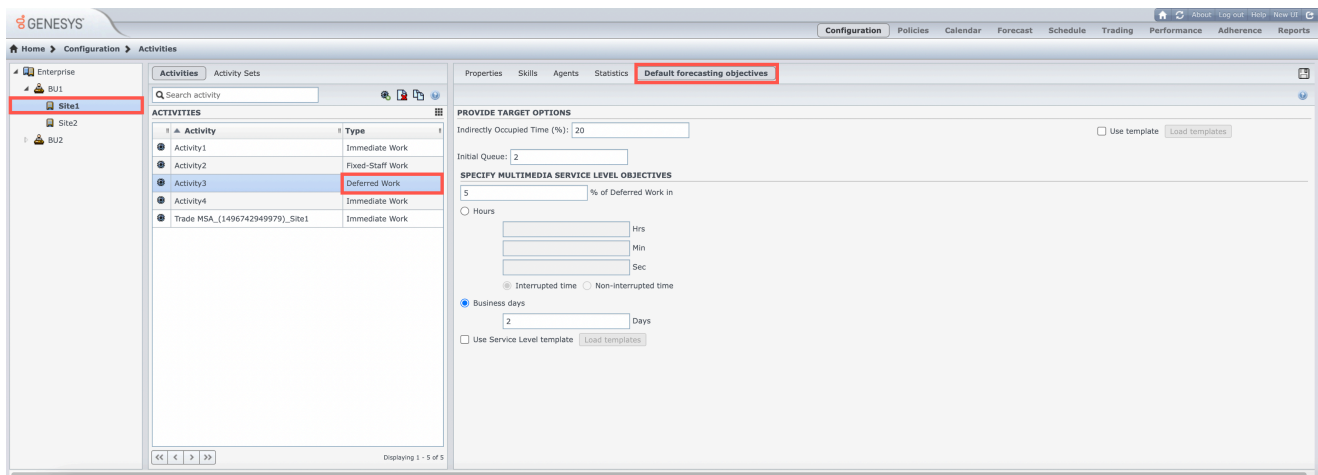 GENESYS
About Log out Help New UI
Configuration Policies Calendar Forecast Schedule Trading Performance Adherence Reports
Home Configuration Activities
Enterprise
BU1
Site1
Site2
BU2
Activities Activity Sets
Search activity
ACTIVITIES
Activity Type
Activity1 Immediate Work
Activity2 Fixed-Staff Work
Activity3 Deferred Work
Activity4 Immediate Work
Trade MSA_(1496742949979)_Site1 Immediate Work
Displaying 1 - 5 of 5
Properties Skills Agents Statistics Default forecasting objectives
PROVIDE TARGET OPTIONS
Indirectly Occupied Time (%): 20
Use template Load templates
Initial Queue: 2
SPECIFY MULTIMEDIA SERVICE LEVEL OBJECTIVES
5 % of Deferred Work in
Hours
Hrs
Min
Sec
Interrupted time Non-interrupted time
Business days
2 Days
Use Service Level template Load templates